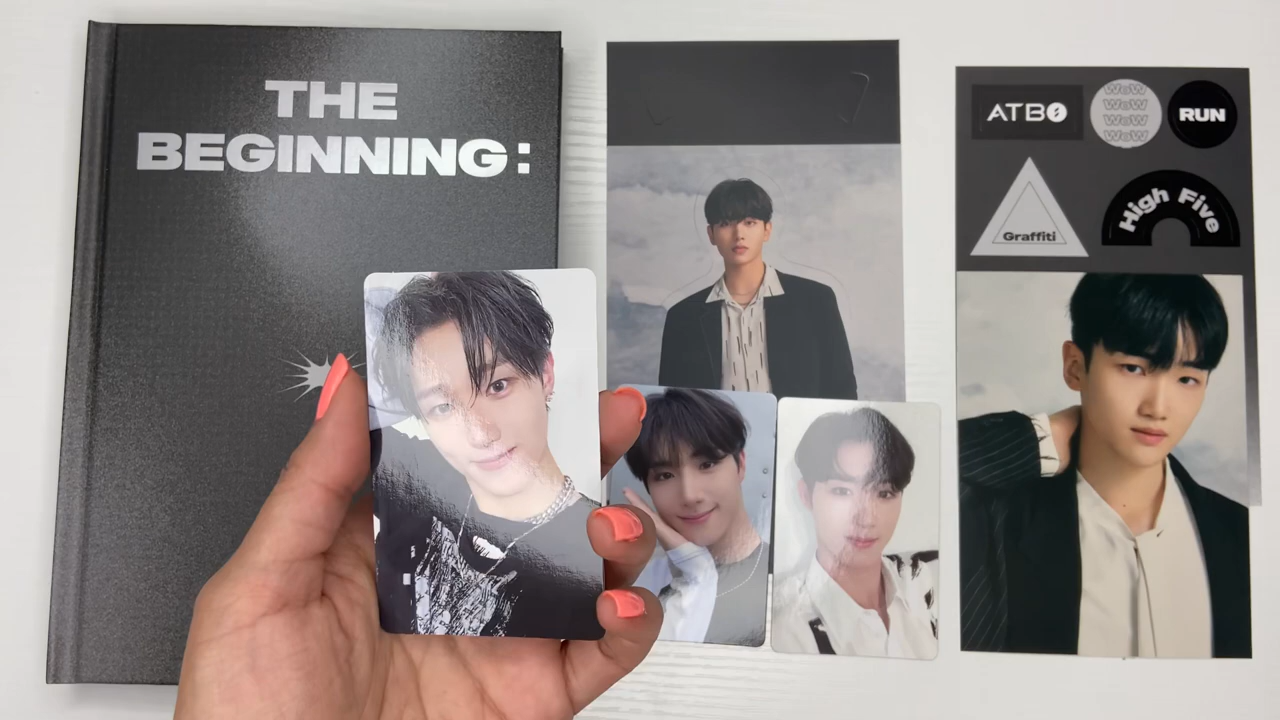 THE
BEGINNING:
ATBO
WOW
WOW
WOW
WOW
RUN
Graffiti
High Five